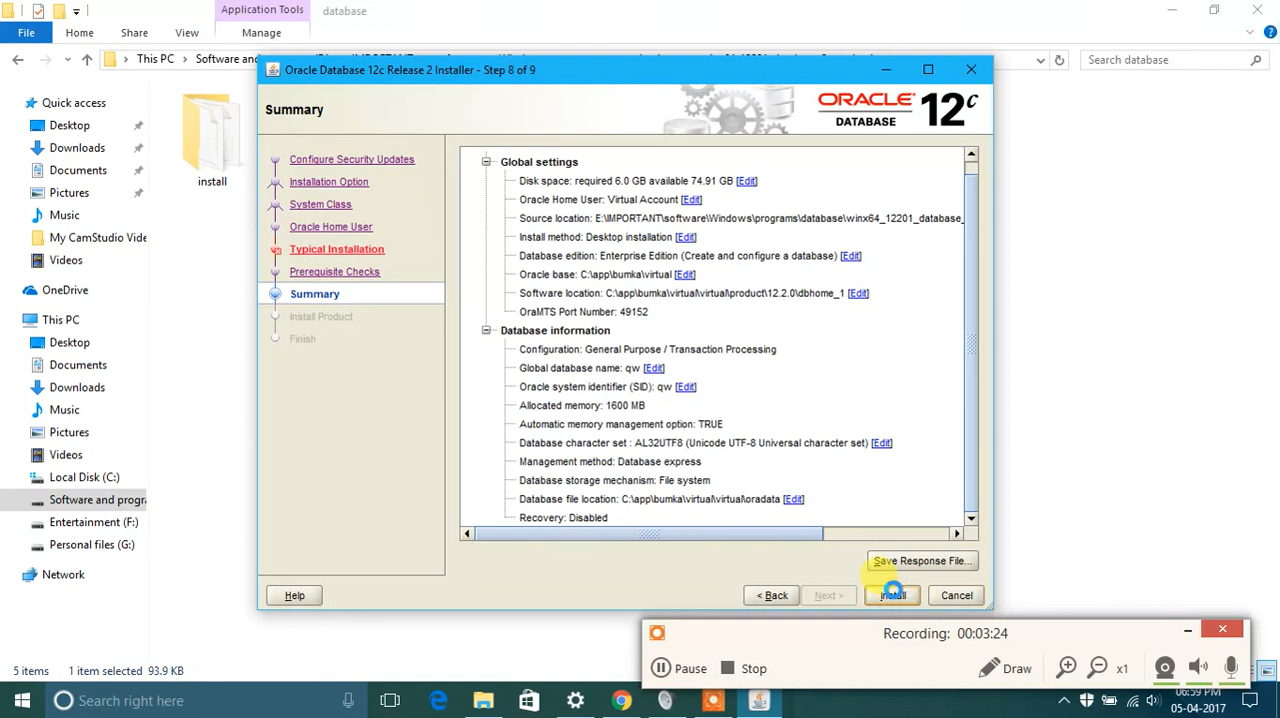 Application Tools
database
File
Home
Share
View
Manage
This PC
Search database
Quick access
Desktop
Downloads
Documents
Pictures
Music
My CamStudio Vide
Videos
OneDrive
This PC
Desktop
Documents
Downloads
Music
Pictures
Videos
Local Disk (C:)
Software and progra
Entertainment (F:)
Personal files (G:)
Network
install
5 items
1 item selected 93.9 KB
Oracle Database 12c Release 2 Installer - Step 8 of 9
Summary
ORACLE
DATABASE
12c
Configure Security Updates
Installation Option
System Class
Oracle Home User
Typical Installation
Prerequisite Checks
Summary
Install Product
Finish
Global settings
Disk space: required 6.0 GB available 74.91 GB [Edit]
Oracle Home User: Virtual Account [Edit]
Source location: E:\IMPORTANT\software\Windows\programs\database\winx64_12201_database_
Install method: Desktop installation [Edit]
Database edition: Enterprise Edition (Create and configure a database) [Edit]
Oracle base: C:\app\bumka\virtual [Edit]
Software location: C:\app\bumka\virtual\virtual\product\12.2.0\dbhome_1 [Edit]
OraMTS Port Number: 49152
Database information
Configuration: General Purpose / Transaction Processing
Global database name: qw [Edit]
Oracle system identifier (SID): qw [Edit]
Allocated memory: 1600 MB
Automatic memory management option: TRUE
Database character set : AL32UTF8 (Unicode UTF-8 Universal character set) [Edit]
Management method: Database express
Database storage mechanism: File system
Database file location: C:\app\bumka\virtual\virtual\oradata [Edit]
Recovery: Disabled
Save Response File...
Help
< Back
Next >
Install
Cancel
Recording: 00:03:24
Pause
Stop
Draw
x1
Search right here
06:59 PM
05-04-2017